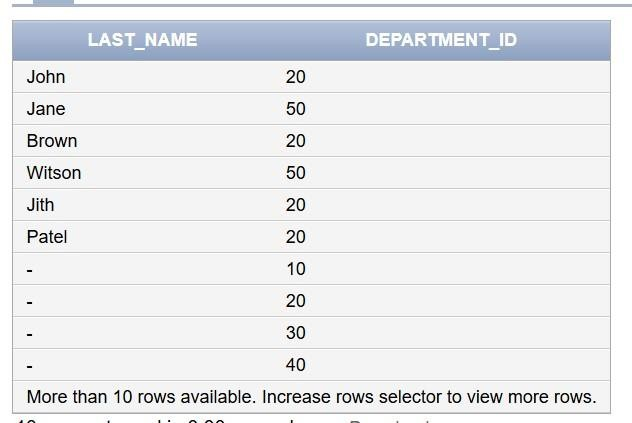 LAST_NAME DEPARTMENT_ID
John 20
Jane 50
Brown 20
Witson 50
Jith 20
Patel 20
- 10
- 20
- 30
- 40
More than 10 rows available. Increase rows selector to view more rows.